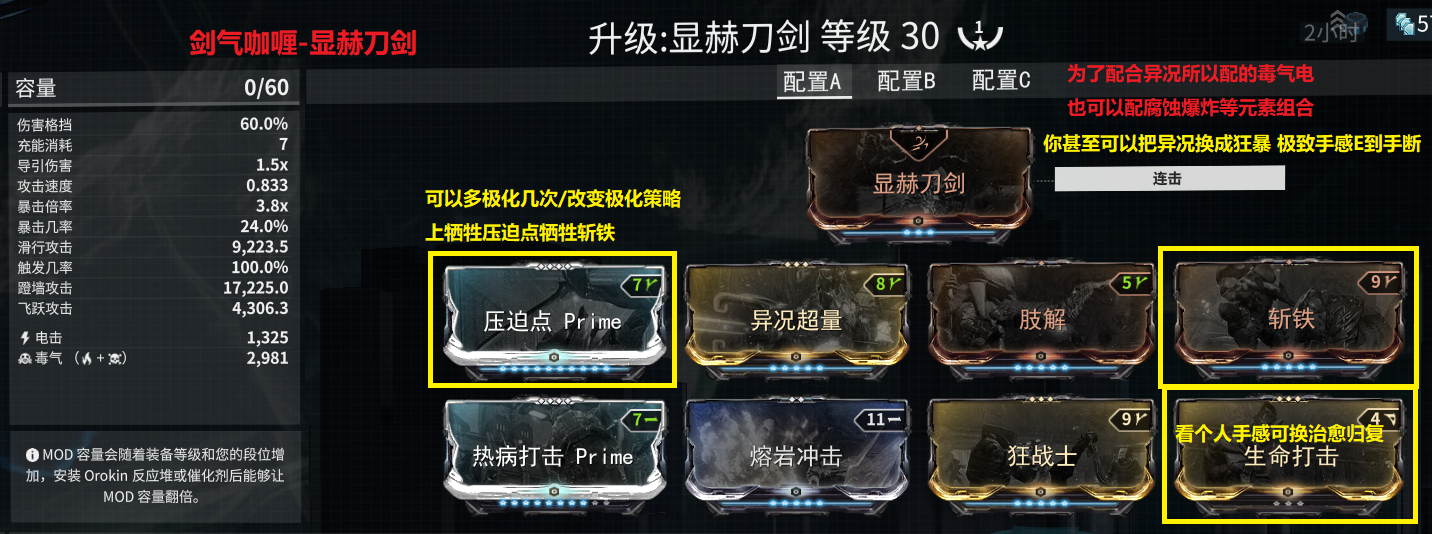 剑气咖喱-显赫刀剑
升级:显赫刀剑 等级 30
1
2小时
容量 0/60
配置A 配置B 配置C
为了配合异况所以配的毒气电
也可以配腐蚀爆炸等元素组合
你甚至可以把异况换成狂暴 极致手感E到手断
伤害格挡 60.0%
充能消耗 7
导引伤害 1.5x
攻击速度 0.833
暴击倍率 3.8x
暴击几率 24.0%
滑行攻击 9,223.5
触发几率 100.0%
蹬墙攻击 17,225.0
飞跃攻击 4,306.3
电击 1,325
毒气 ( + ) 2,981
显赫刀剑
连击
可以多极化几次/改变极化策略
上牺牲压迫点牺牲斩铁
7
压迫点 Prime
8
异况超量
5
肢解
9
斩铁
7
热病打击 Prime
11
熔岩冲击
9
狂战士
4
看个人手感可换治愈归复
生命打击
MOD 容量会随着装备等级和您的段位增
加，安装 Orokin 反应堆或催化剂后能够让
MOD 容量翻倍。